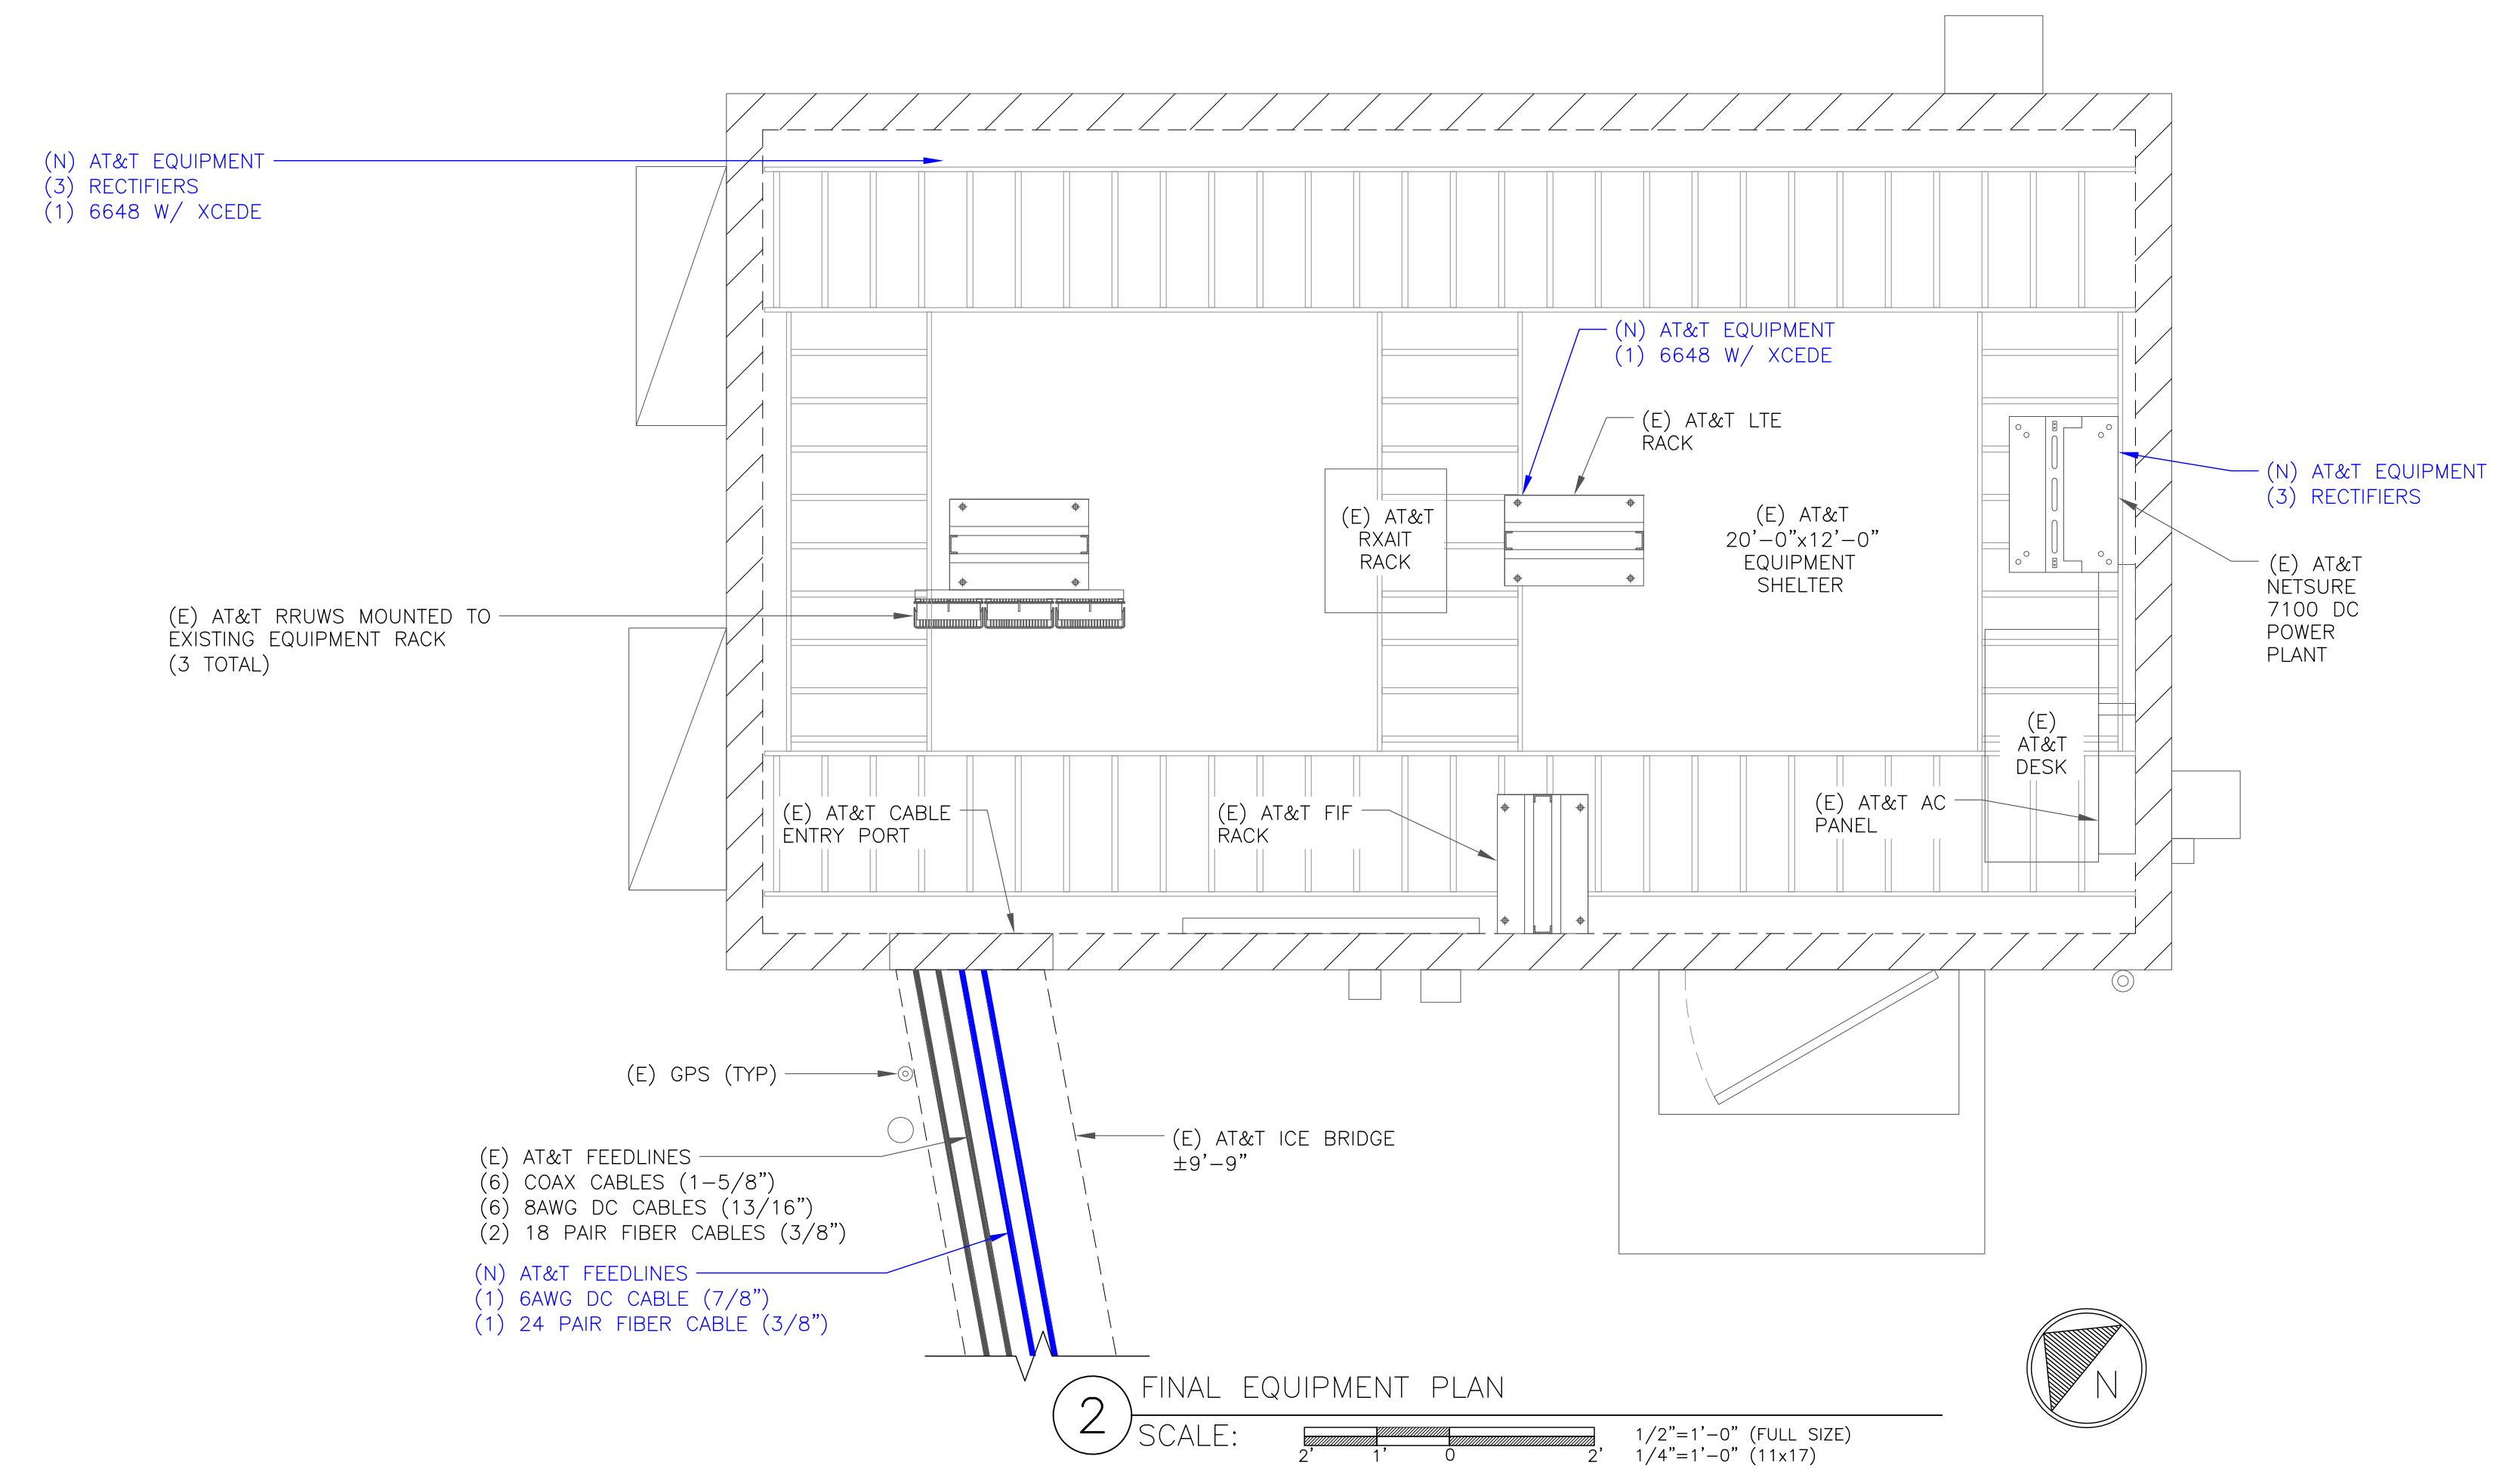 (N) AT&T EQUIPMENT
(3) RECTIFIERS
(1) 6648 W/ XCEDE
(N) AT&T EQUIPMENT
(1) 6648 W/ XCEDE
(E) AT&T LTE
RACK
(N) AT&T EQUIPMENT
(3) RECTIFIERS
(E) AT&T
RXAIT
RACK
(E) AT&T
20'-0"x12'-0"
EQUIPMENT
SHELTER
(E) AT&T
NETSURE
7100 DC
POWER
PLANT
(E) AT&T RRUWS MOUNTED TO
EXISTING EQUIPMENT RACK
(3 TOTAL)
(E)
AT&T
DESK
(E) AT&T CABLE
ENTRY PORT
(E) AT&T FIF
RACK
(E) AT&T AC
PANEL
(E) GPS (TYP)
(E) AT&T ICE BRIDGE
±9'-9"
(E) AT&T FEEDLINES
(6) COAX CABLES (1-5/8")
(6) 8AWG DC CABLES (13/16")
(2) 18 PAIR FIBER CABLES (3/8")
(N) AT&T FEEDLINES
(1) 6AWG DC CABLE (7/8")
(1) 24 PAIR FIBER CABLE (3/8")
N
2
FINAL EQUIPMENT PLAN
SCALE:
2' 1' 0 2'
1/2"=1'-0" (FULL SIZE)
1/4"=1'-0" (11x17)